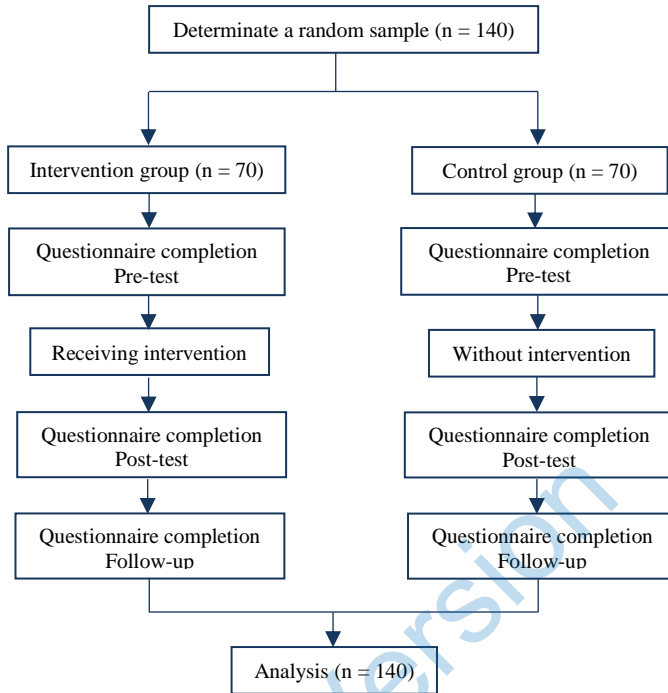 Determinate a random sample (n = 140)
Intervention group (n = 70)
Control group (n = 70)
Questionnaire completion
Pre-test
Questionnaire completion
Pre-test
Receiving intervention
Without intervention
Questionnaire completion
Post-test
Questionnaire completion
Post-test
Questionnaire completion
Follow-up
Questionnaire completion
Follow-up
Analysis (n = 140)
Version